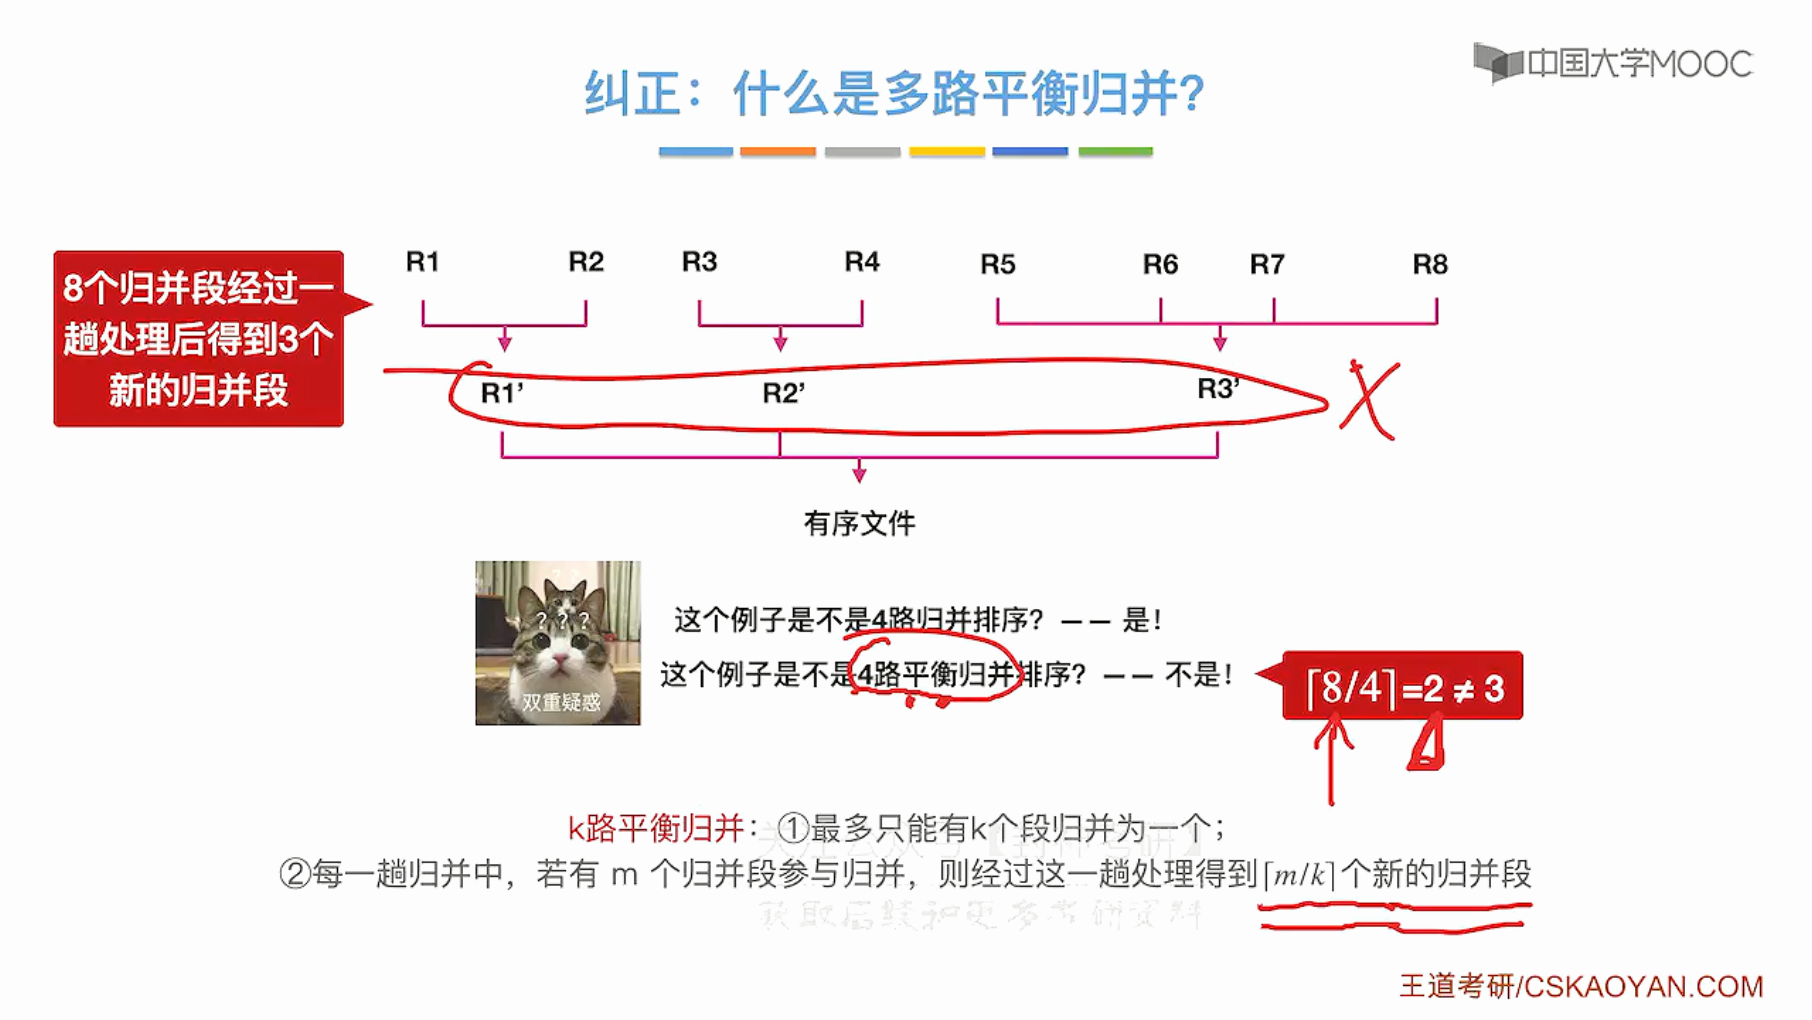 中国大学MOOC
纠正：什么是多路平衡归并?
8个归并段经过一
趟处理后得到3个
新的归并段
R1 R2 R3 R4 R5 R6 R7 R8
R1’ R2’ R3’
有序文件
? ? ?
双重疑惑
这个例子是不是4路归并排序？—— 是！
这个例子是不是4路平衡归并排序？—— 不是！
⌈8/4⌉=2 ≠ 3
k路平衡归并：①最多只能有k个段归并为一个；
②每一趟归并中，若有 m 个归并段参与归并，则经过这一趟处理得到⌈m/k⌉个新的归并段
王道考研/CSKAOYAN.COM